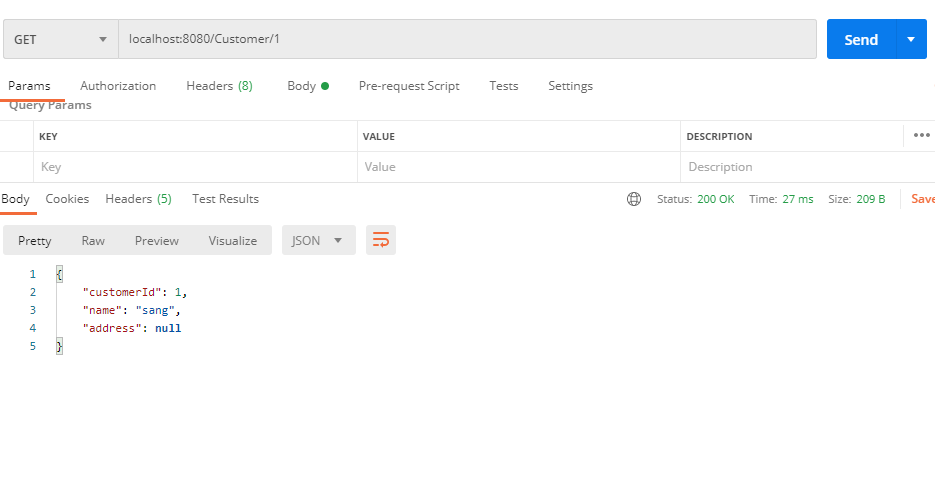 GET localhost:8080/Customer/1 Send
Params Authorization Headers (8) Body Pre-request Script Tests Settings
Query Params
KEY VALUE DESCRIPTION •••
Key Value Description
Body Cookies Headers (5) Test Results Status: 200 OK Time: 27 ms Size: 209 B Save
Pretty Raw Preview Visualize JSON
1 {
2 "customerId": 1,
3 "name": "sang",
4 "address": null
5 }